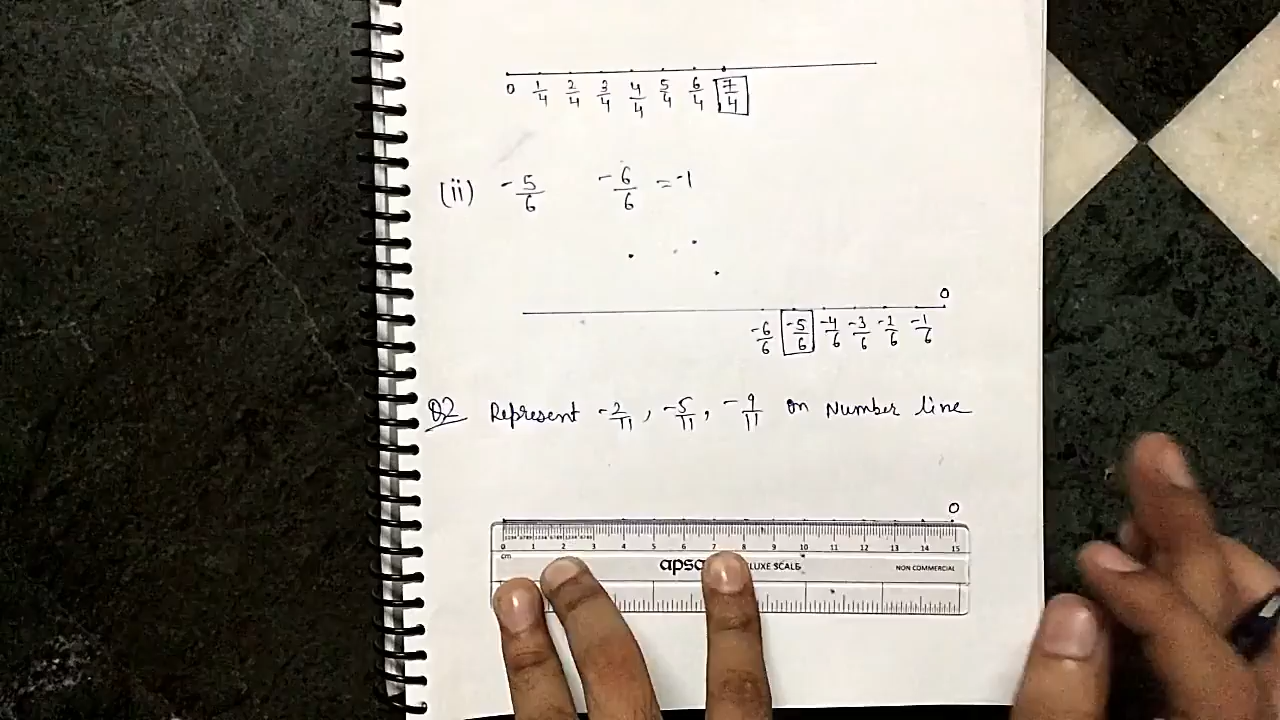 0 1/4 2/4 3/4 4/4 5/4 6/4 7/4
(ii) -5/6 -6/6 = -1
0
-6/6 -5/6 -4/6 -3/6 -2/6 -1/6
Q2 Represent -2/11, -5/11, -9/11 on Number line
0
0 1 2 3 4 5 6 7 8 9 10 11 12 13 14 15
cm
apsa LUXE SCALE NON COMMERCIAL